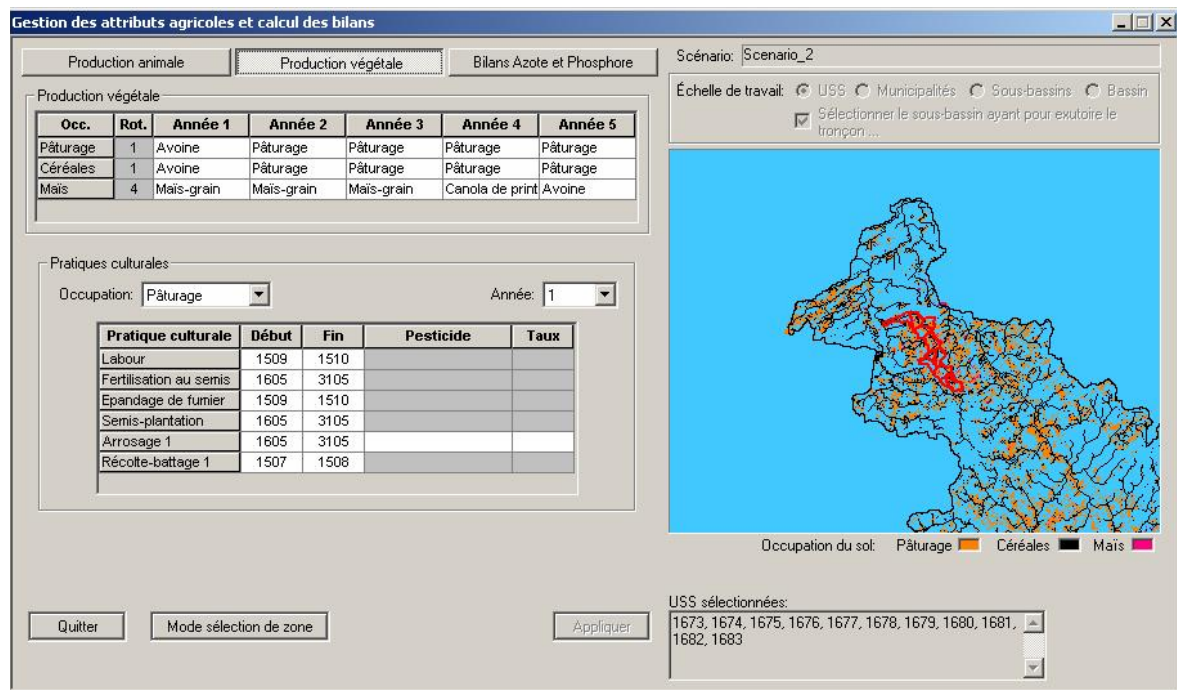 Gestion des attributs agricoles et calcul des bilans
Production animale Production végétale Bilans Azote et Phosphore
Scénario: Scenario_2
Échelle de travail: USS Municipalités Sous-bassins Bassin
Sélectionner le sous-bassin ayant pour exutoire le
tronçon ...
Production végétale
Occ. Rot. Année 1 Année 2 Année 3 Année 4 Année 5
Pâturage 1 Avoine Pâturage Pâturage Pâturage Pâturage
Céréales 1 Avoine Pâturage Pâturage Pâturage Pâturage
Maïs 4 Maïs-grain Maïs-grain Maïs-grain Canola de print Avoine
Pratiques culturales
Occupation: Pâturage Année: 1
Pratique culturale Début Fin Pesticide Taux
Labour 1509 1510
Fertilisation au semis 1605 3105
Epandage de fumier 1509 1510
Semis-plantation 1605 3105
Arrosage 1 1605 3105
Récolte-battage 1 1507 1508
Occupation du sol: Pâturage Céréales Maïs
Quitter Mode sélection de zone Appliquer
USS sélectionnées:
1673, 1674, 1675, 1676, 1677, 1678, 1679, 1680, 1681,
1682, 1683